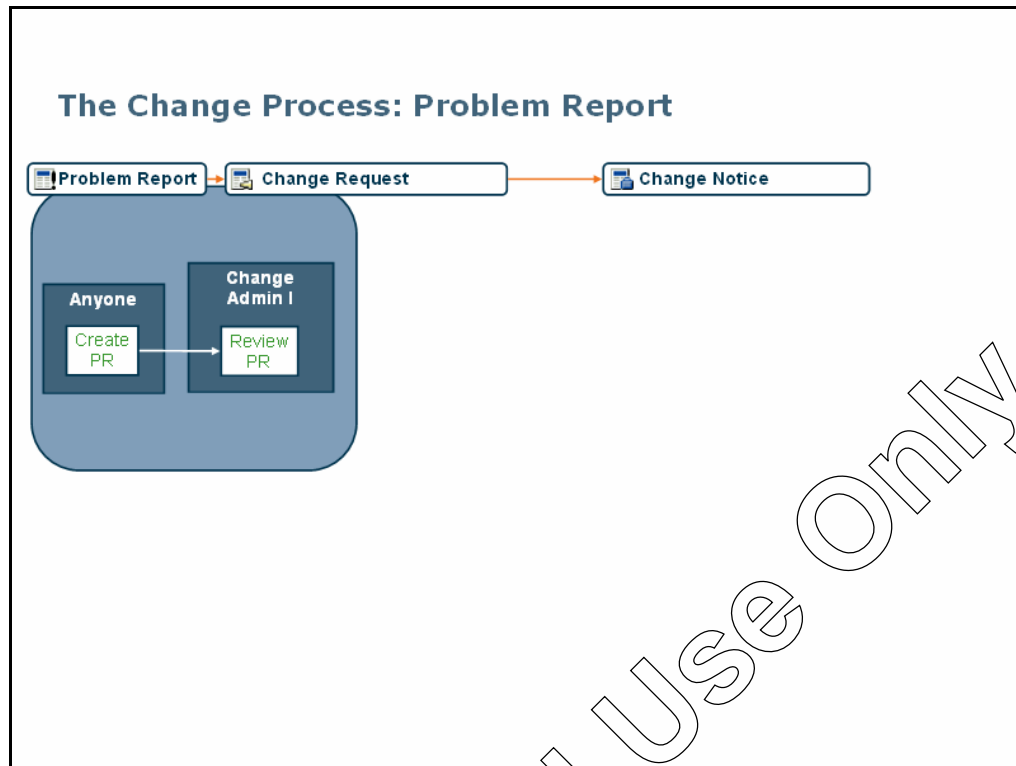 The Change Process: Problem Report
Problem Report
Change Request
Change Notice
Anyone
Create
PR
Change
Admin I
Review
PR
Use Only